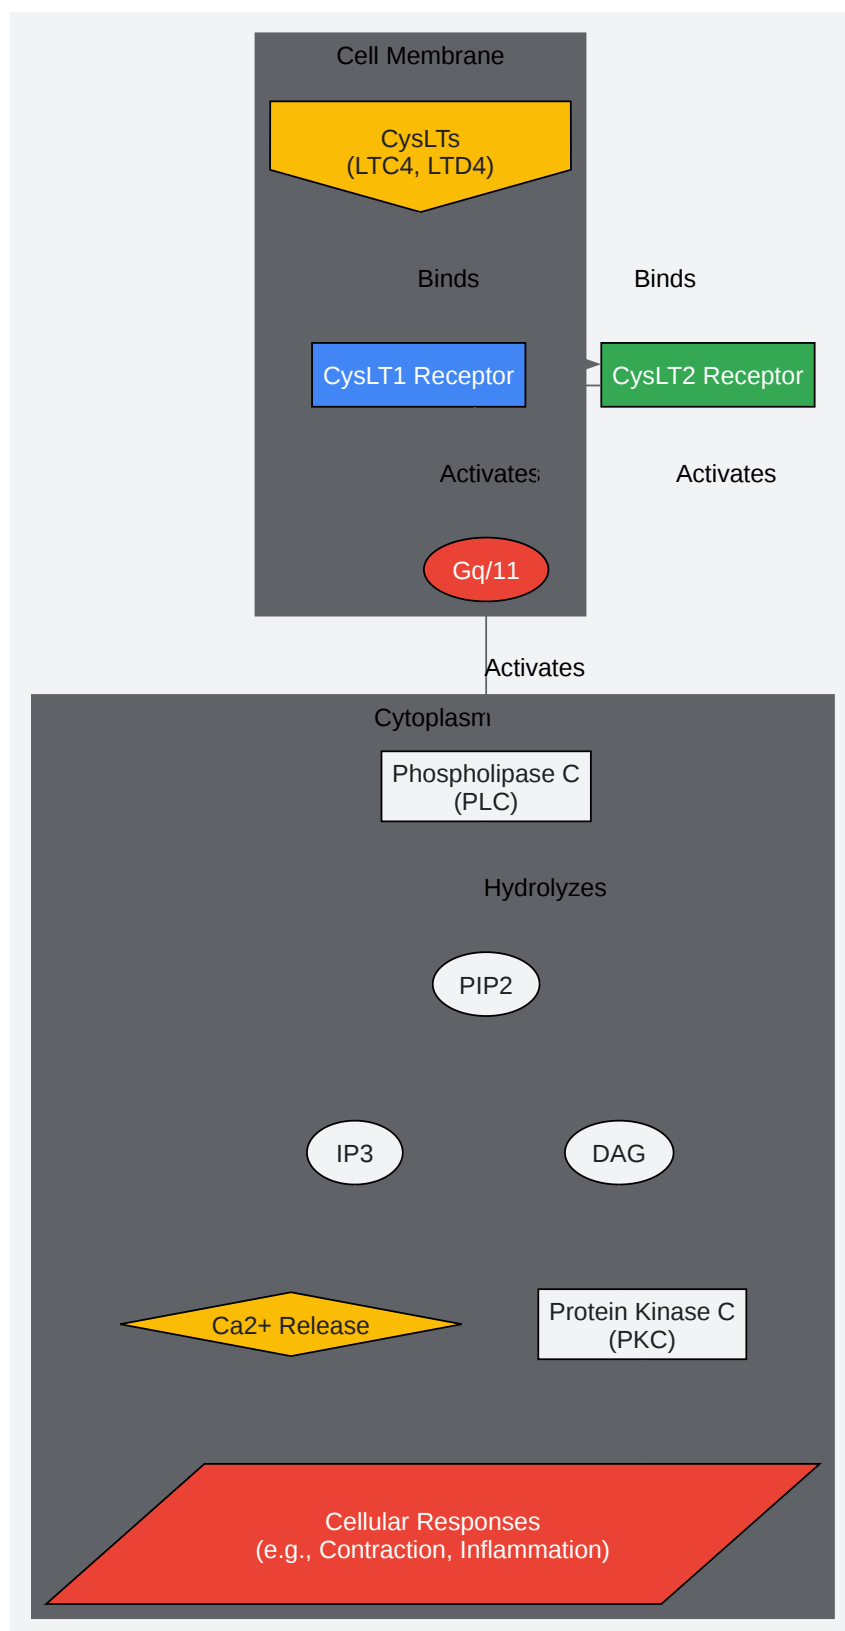 Cell Membrane
CysLTs
(LTC4, LTD4)
Binds
Binds
CysLT1 Receptor
CysLT2 Receptor
Activates
Activates
Gq/11
Activates
Cytoplasm
Phospholipase C
(PLC)
Hydrolyzes
PIP2
IP3
DAG
Ca2+ Release
Protein Kinase C
(PKC)
Cellular Responses
(e.g., Contraction, Inflammation)